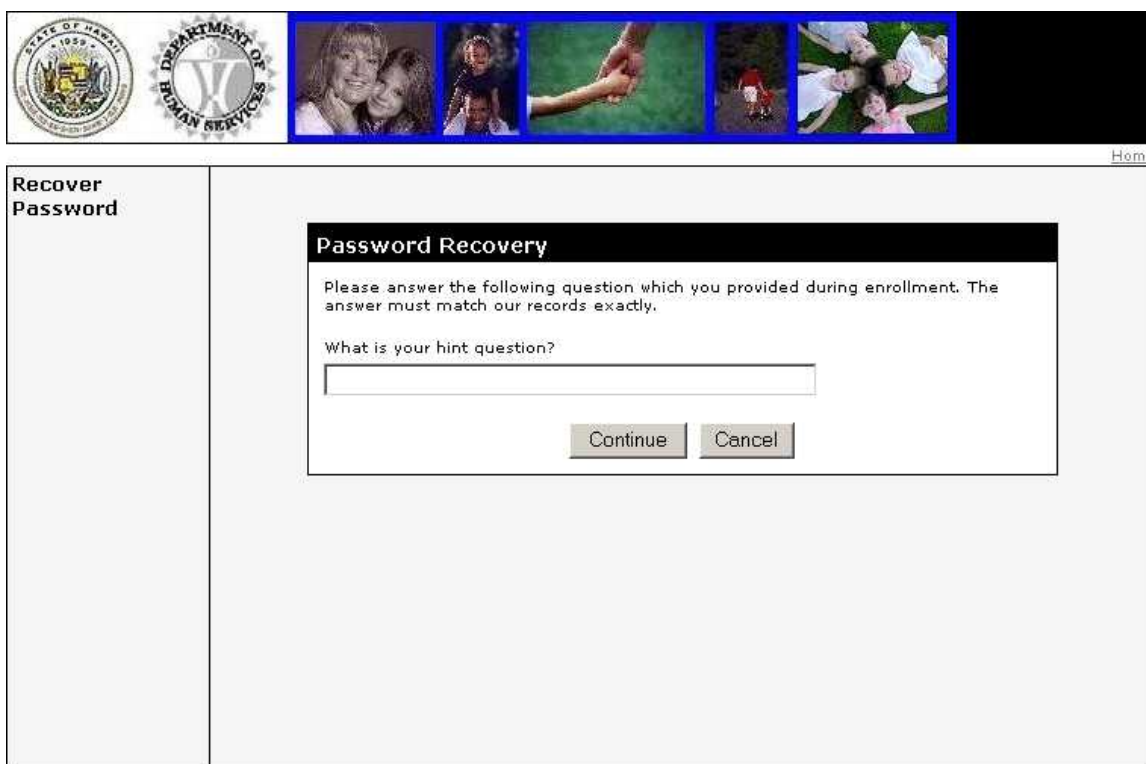 STATE OF HAWAII
1959
DEPARTMENT OF
HUMAN SERVICES
Hom
Recover
Password
Password Recovery
Please answer the following question which you provided during enrollment. The
answer must match our records exactly.
What is your hint question?
Continue Cancel